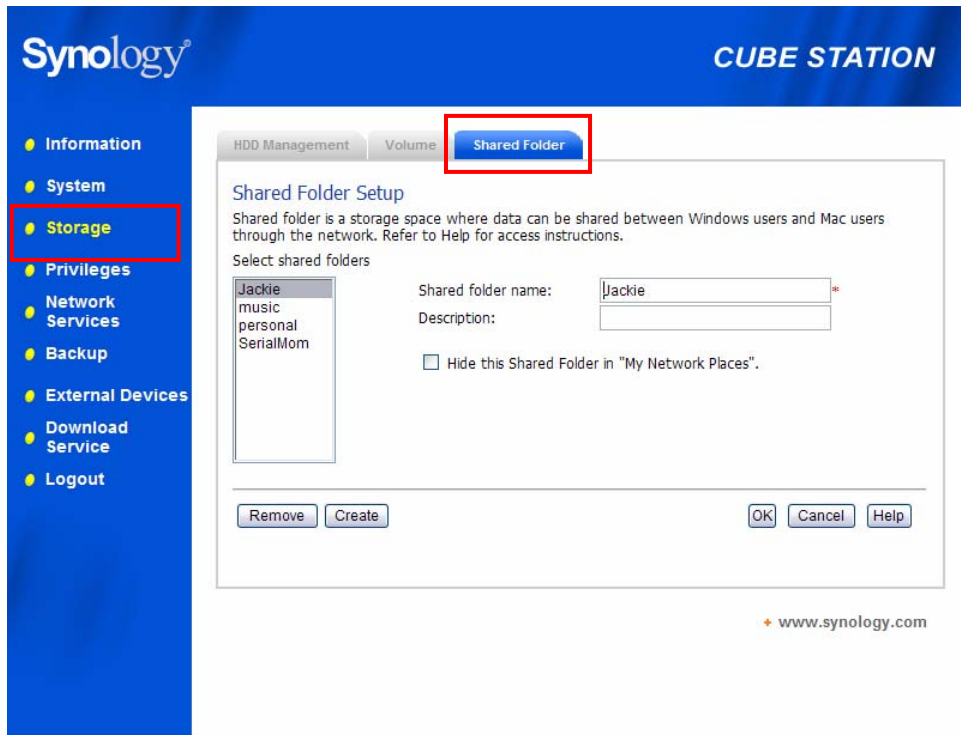 Synology®
CUBE STATION
Information
System
Storage
Privileges
Network
Services
Backup
External Devices
Download
Service
Logout
HDD Management
Volume
Shared Folder
Shared Folder Setup
Shared folder is a storage space where data can be shared between Windows users and Mac users
through the network. Refer to Help for access instructions.
Select shared folders
Jackie
music
personal
SerialMom
Shared folder name: Jackie *
Description:
Hide this Shared Folder in "My Network Places".
Remove Create OK Cancel Help
+ www.synology.com